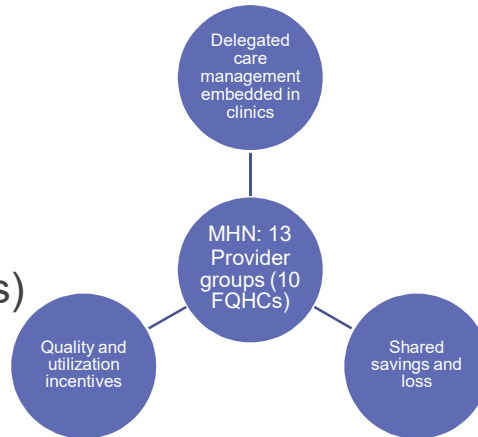 Delegated
care
management
embedded in
clinics
MHN: 13
Provider
groups (10
FQHCs)
s)
Quality and
utilization
incentives
Shared
savings and
loss